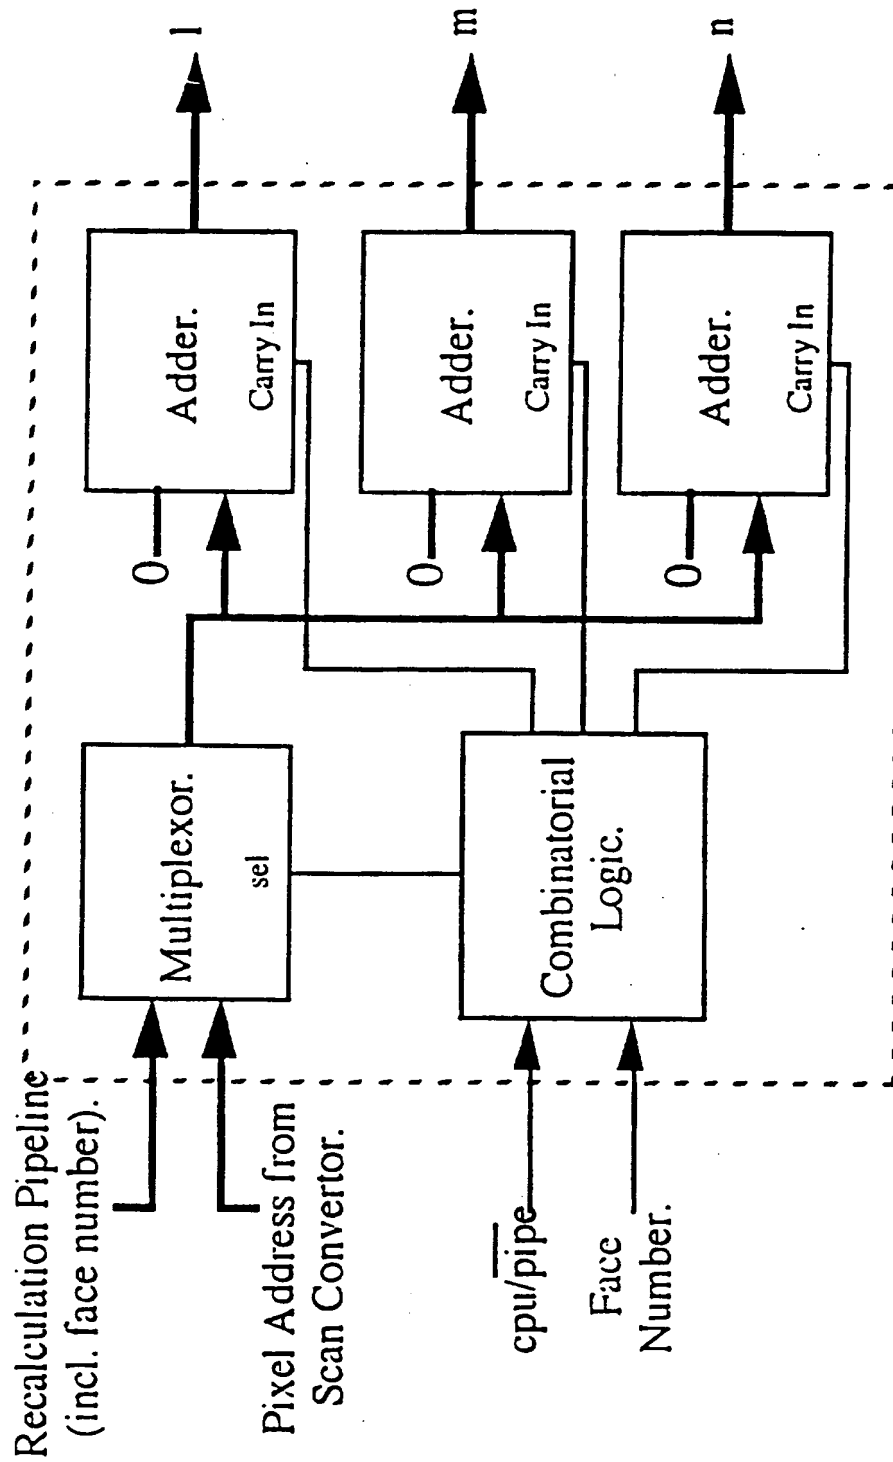 Recalculation Pipeline
(incl. face number).
Pixel Address from
Scan Convertor.
cpu/pipe
Face
Number.
Multiplexor.
sel
Combinatorial
Logic.
0
Adder.
Carry In
l
0
Adder.
Carry In
m
0
Adder.
Carry In
n